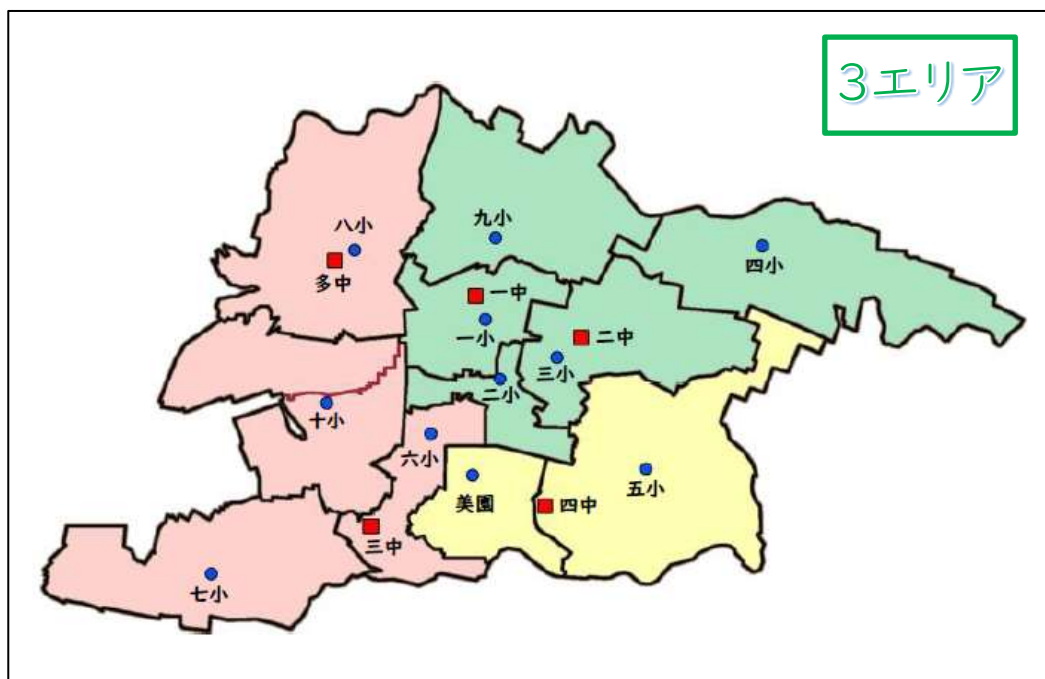 3エリア
九小
八小
四小
多中
一中
一小
二中
三小
二小
十小
六小
美園
四中
五小
三中
七小